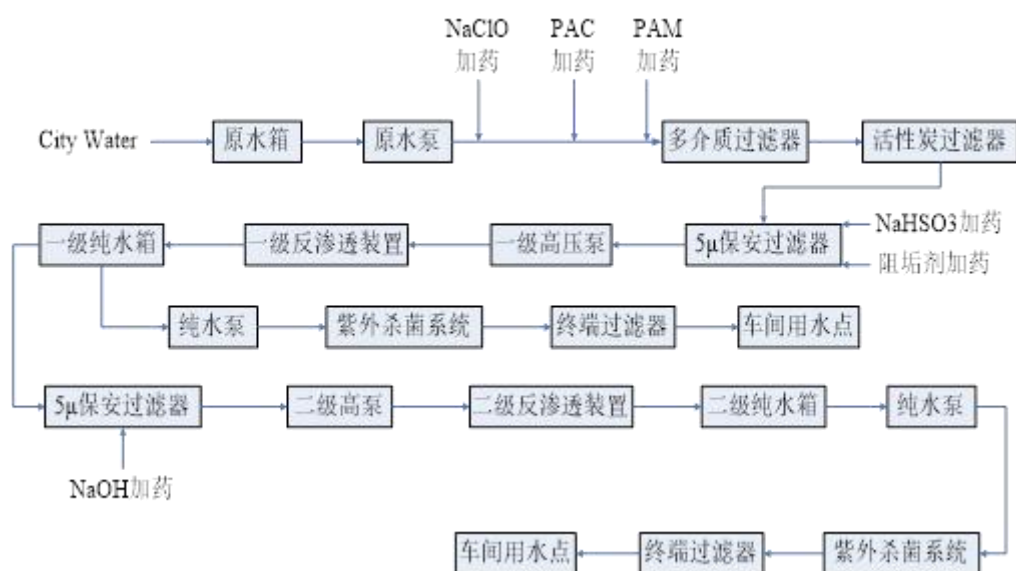 NaClO
加药
PAC
加药
PAM
加药
City Water
原水箱
原水泵
多介质过滤器
活性炭过滤器
一级纯水箱
一级反渗透装置
一级高压泵
5μ保安过滤器
NaHSO3加药
阻垢剂加药
纯水泵
紫外杀菌系统
终端过滤器
车间用水点
5μ保安过滤器
二级高泵
二级反渗透装置
二级纯水箱
纯水泵
NaOH加药
车间用水点
终端过滤器
紫外杀菌系统